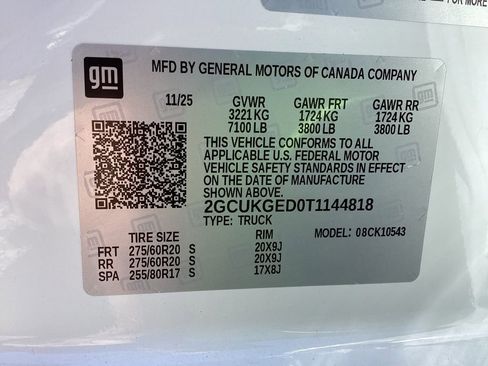 FOR MORE
gm
MFD BY GENERAL MOTORS OF CANADA COMPANY
11/25 GVWR GAWR FRT GAWR RR
3221 KG 1724 KG 1724 KG
7100 LB 3800 LB 3800 LB
THIS VEHICLE CONFORMS TO ALL
APPLICABLE U.S. FEDERAL MOTOR
VEHICLE SAFETY STANDARDS IN EFFECT
ON THE DATE OF MANUFACTURE
SHOWN ABOVE.
2GCUKGED0T1144818
TYPE: TRUCK MODEL: 08CK10543
TIRE SIZE RIM
FRT 275/60R20 S 20X9J
RR 275/60R20 S 20X9J
SPA 255/80R17 S 17X8J